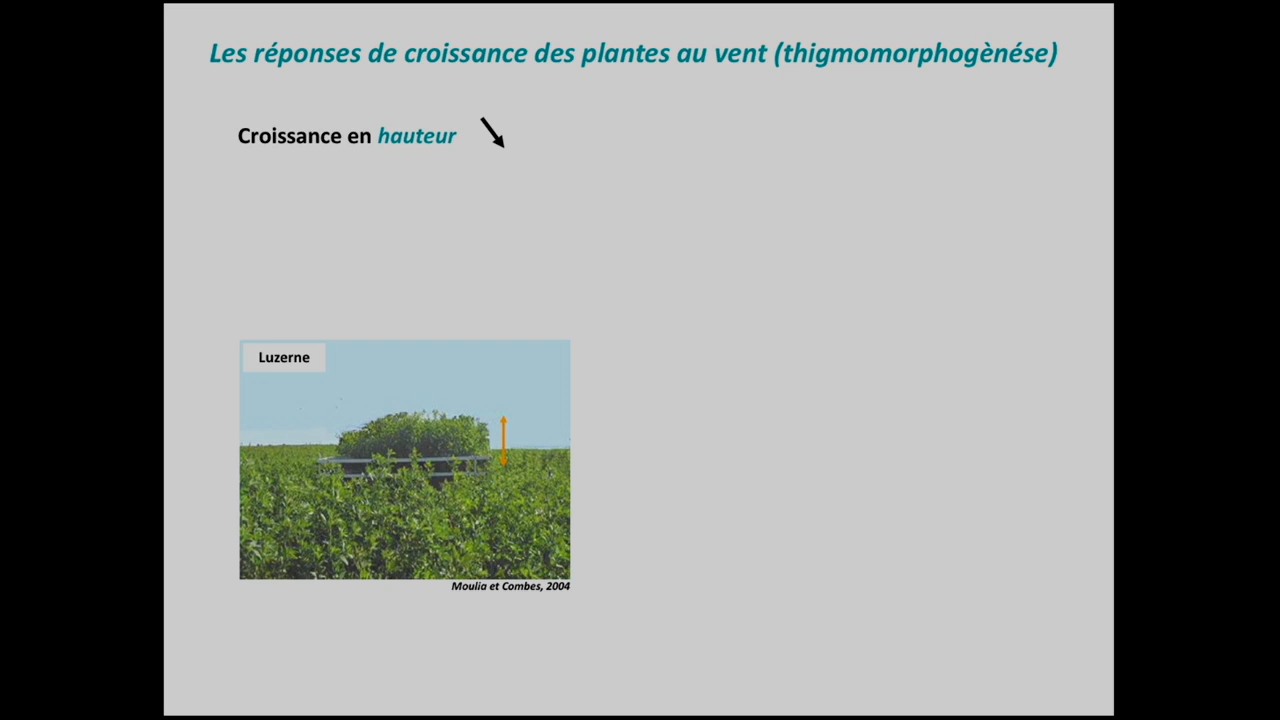 Les réponses de croissance des plantes au vent (thigmomorphogènése)
Croissance en hauteur
Luzerne
Moulia et Combes, 2004